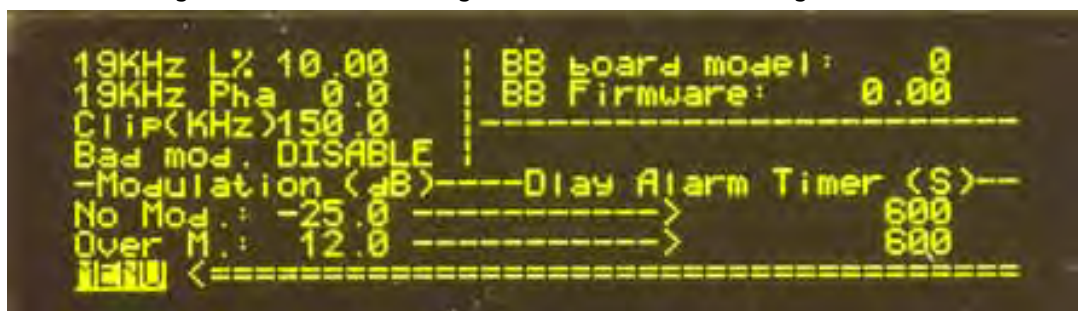 19KHz L% 10.00 | BB board model: 0
19KHz Pha 0.0 | BB Firmware: 0.00
Clip(KHz)150.0 |---------------------------
Bad mod. DISABLE |
-Modulation (dB)----Dlay Alarm Timer (S)--
No Mod.: -25.0 ------------> 600
Over M.: 12.0 ------------> 600
MENU <=======================================